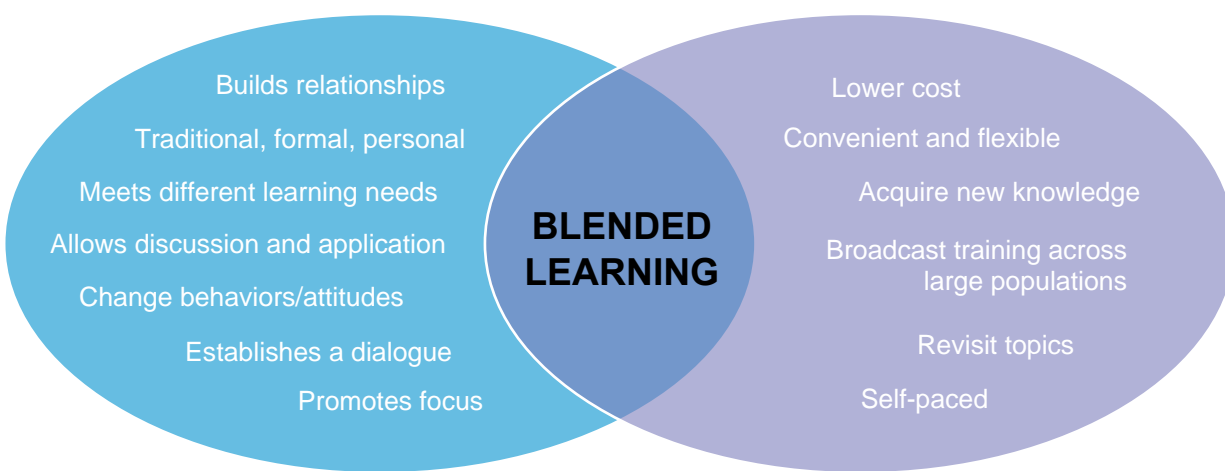 Builds relationships
Traditional, formal, personal
Meets different learning needs
Allows discussion and application
Change behaviors/attitudes
Establishes a dialogue
Promotes focus
BLENDED
LEARNING
Lower cost
Convenient and flexible
Acquire new knowledge
Broadcast training across
large populations
Revisit topics
Self-paced